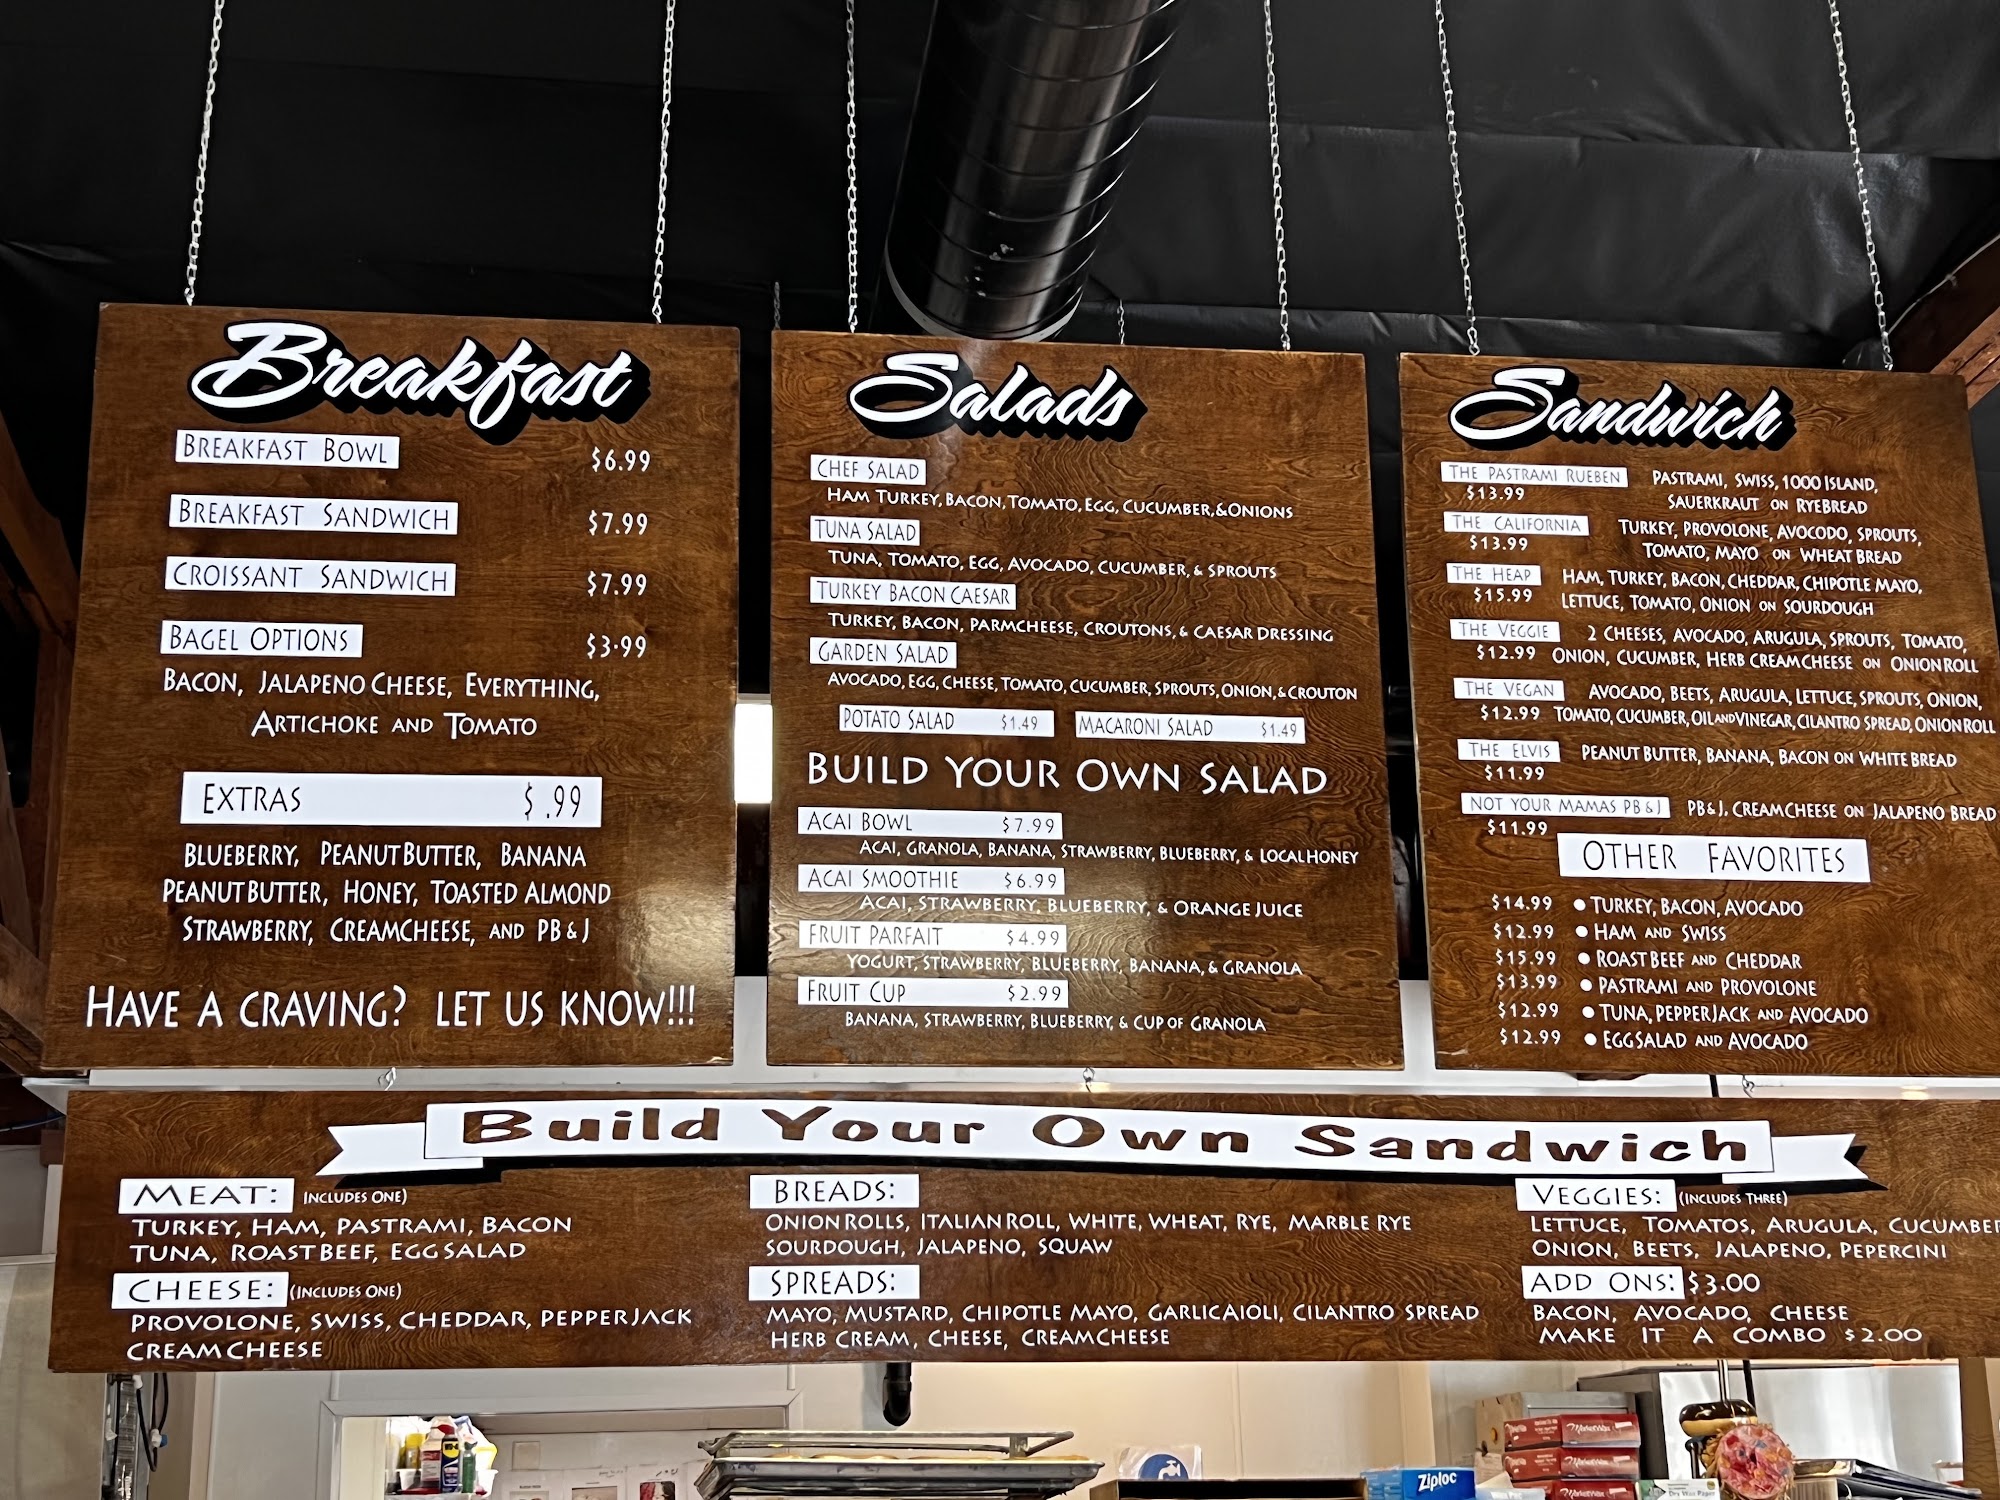 Breakfast
BREAKFAST BOWL $6.99
BREAKFAST SANDWICH $7.99
CROISSANT SANDWICH $7.99
BAGEL OPTIONS $3.99
BACON, JALAPENO CHEESE, EVERYTHING,
ARTICHOKE AND TOMATO
EXTRAS $.99
BLUEBERRY, PEANUT BUTTER, BANANA
PEANUT BUTTER, HONEY, TOASTED ALMOND
STRAWBERRY, CREAMCHEESE, AND PB & J
HAVE A CRAVING? LET US KNOW!!!
Salads
CHEF SALAD
HAM TURKEY, BACON, TOMATO, EGG, CUCUMBER, & ONIONS
TUNA SALAD
TUNA, TOMATO, EGG, AVOCADO, CUCUMBER, & SPROUTS
TURKEY BACON CAESAR
TURKEY, BACON, PARMCHEESE, CROUTONS, & CAESAR DRESSING
GARDEN SALAD
AVOCADO, EGG, CHEESE, TOMATO, CUCUMBER, SPROUTS, ONION, & CROUTON
POTATO SALAD $1.49 MACARONI SALAD $1.49
BUILD YOUR OWN SALAD
ACAI BOWL $7.99
ACAI, GRANOLA, BANANA, STRAWBERRY, BLUEBERRY, & LOCAL HONEY
ACAI SMOOTHIE $6.99
ACAI, STRAWBERRY, BLUEBERRY, & ORANGE JUICE
FRUIT PARFAIT $4.99
YOGURT, STRAWBERRY, BLUEBERRY, BANANA, & GRANOLA
FRUIT CUP $2.99
BANANA, STRAWBERRY, BLUEBERRY, & CUP OF GRANOLA
Sandwich
THE PASTRAMI RUEBEN PASTRAMI, SWISS, 1000 ISLAND,
$13.99 SAUERKRAUT ON RYEBREAD
THE CALIFORNIA TURKEY, PROVOLONE, AVOCODO, SPROUTS,
$13.99 TOMATO, MAYO ON WHEAT BREAD
THE HEAP HAM, TURKEY, BACON, CHEDDAR, CHIPOTLE MAYO,
$15.99 LETTUCE, TOMATO, ONION ON SOURDOUGH
THE VEGGIE 2 CHEESES, AVOCADO, ARUGULA, SPROUTS, TOMATO,
$12.99 ONION, CUCUMBER, HERB CREAMCHEESE ON ONION ROLL
THE VEGAN AVOCADO, BEETS, ARUGULA, LETTUCE, SPROUTS, ONION,
$12.99 TOMATO, CUCUMBER, OIL AND VINEGAR, CILANTRO SPREAD, ONION ROLL
THE ELVIS PEANUT BUTTER, BANANA, BACON ON WHITE BREAD
$11.99
NOT YOUR MAMAS PB & J PB & J, CREAMCHEESE ON JALAPENO BREAD
$11.99
OTHER FAVORITES
$14.99 • TURKEY, BACON, AVOCADO
$12.99 • HAM AND SWISS
$15.99 • ROAST BEEF AND CHEDDAR
$13.99 • PASTRAMI AND PROVOLONE
$12.99 • TUNA, PEPPERJACK AND AVOCADO
$12.99 • EGGSALAD AND AVOCADO
Build Your Own Sandwich
MEAT: (INCLUDES ONE)
TURKEY, HAM, PASTRAMI, BACON
TUNA, ROAST BEEF, EGG SALAD
CHEESE: (INCLUDES ONE)
PROVOLONE, SWISS, CHEDDAR, PEPPERJACK
CREAM CHEESE
BREADS:
ONION ROLLS, ITALIAN ROLL, WHITE, WHEAT, RYE, MARBLE RYE
SOURDOUGH, JALAPENO, SQUAW
SPREADS:
MAYO, MUSTARD, CHIPOTLE MAYO, GARLIC AIOLI, CILANTRO SPREAD
HERB CREAM, CHEESE, CREAMCHEESE
VEGGIES: (INCLUDES THREE)
LETTUCE, TOMATOS, ARUGULA, CUCUMBER
ONION, BEETS, JALAPENO, PEPERCINI
ADD ONS: $3.00
BACON, AVOCADO, CHEESE
MAKE IT A COMBO $2.00
Ziploc